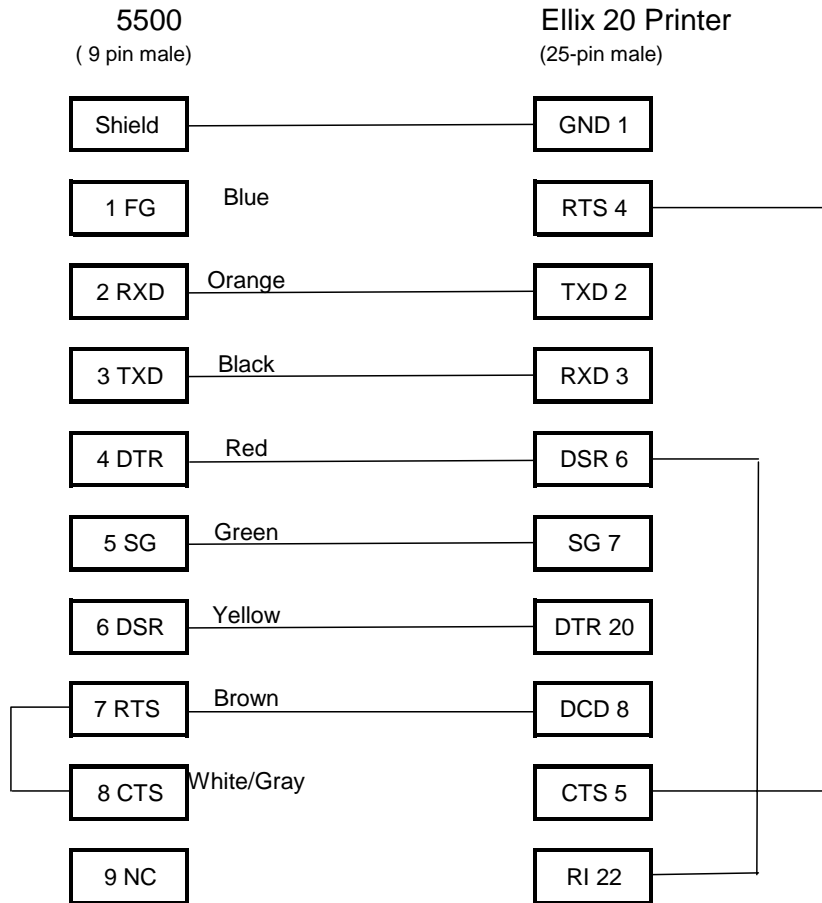 5500 Ellix 20 Printer
( 9 pin male) (25-pin male)
Shield GND 1
1 FG Blue RTS 4
2 RXD Orange TXD 2
3 TXD Black RXD 3
4 DTR Red DSR 6
5 SG Green SG 7
6 DSR Yellow DTR 20
7 RTS Brown DCD 8
8 CTS White/Gray CTS 5
9 NC RI 22